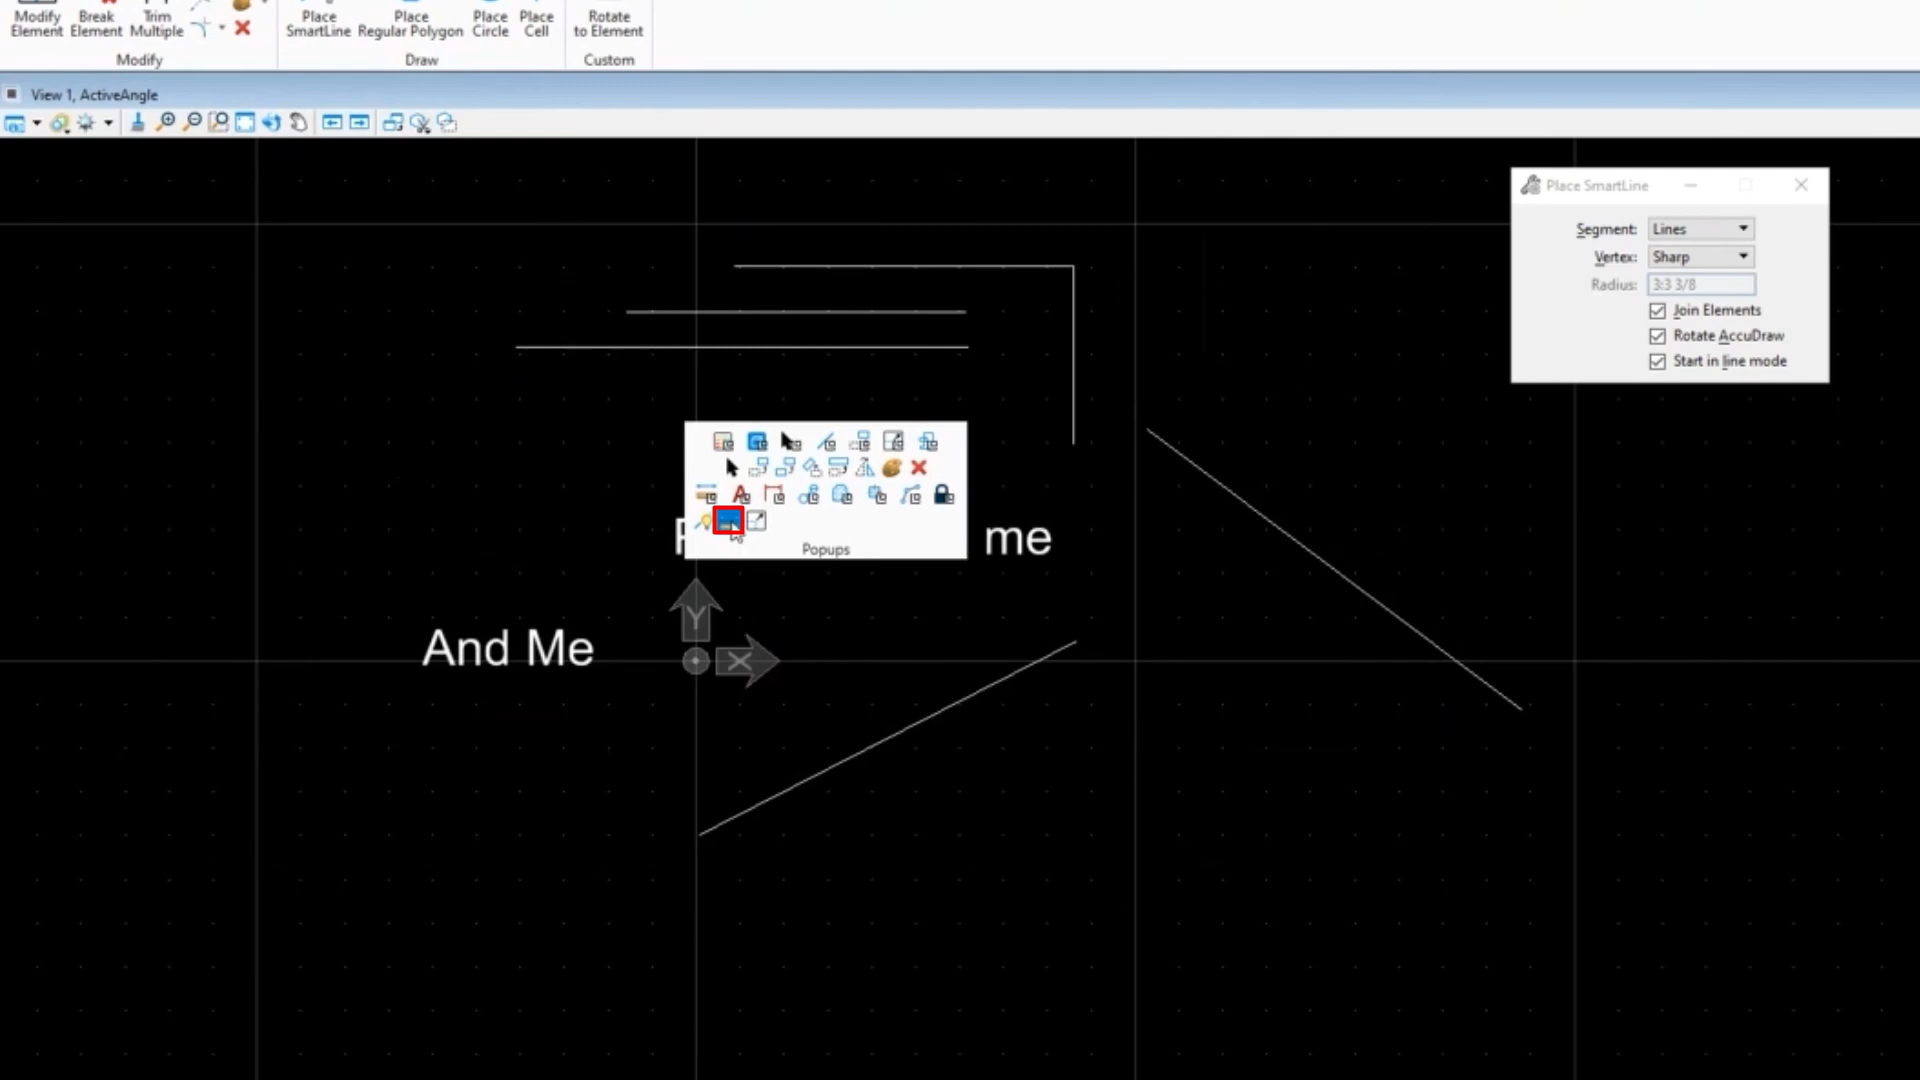 Modify Element
Break Element
Trim Multiple
Place SmartLine
Place Regular Polygon
Place Circle
Place Cell
Rotate to Element
Modify
Draw
Custom
View 1, ActiveAngle
Place SmartLine
Segment: Lines
Vertex: Sharp
Radius: 3:3 3/8
Join Elements
Rotate AccuDraw
Start in line mode
me
Popups
And Me
Y
X